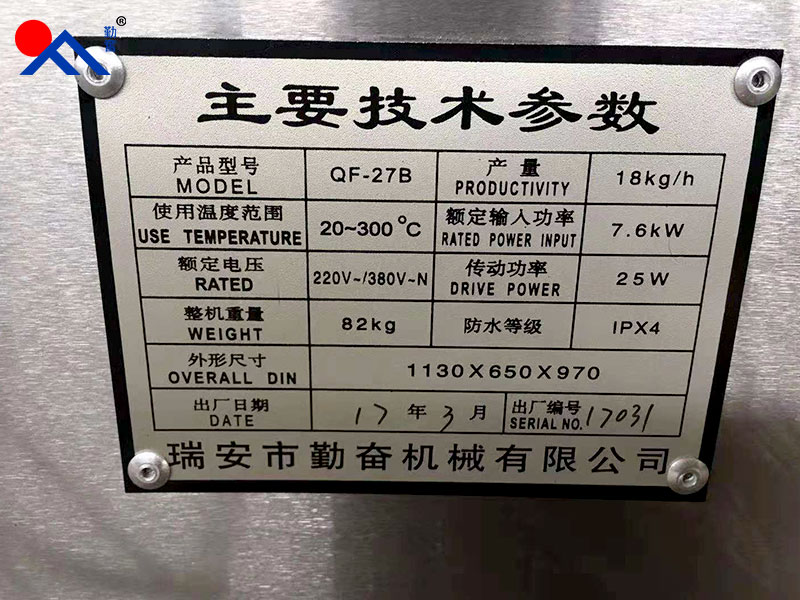 勤奋®
主要技术参数
产品型号 MODEL QF-27B 产量 PRODUCTIVITY 18kg/h
使用温度范围 USE TEMPERATURE 20~300℃ 额定输入功率 RATED POWER INPUT 7.6kW
额定电压 RATED 220V~/380V~N 传动功率 DRIVE POWER 25W
整机重量 WEIGHT 82kg 防水等级 IPX4
外形尺寸 OVERALL DIN 1130X650X970
出厂日期 DATE 17年3月 出厂编号 SERIAL NO. 17031
瑞安市勤奋机械有限公司